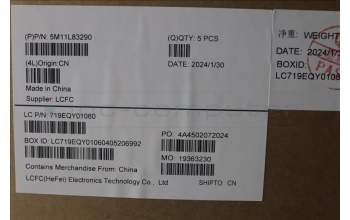 (P)P/N: 5M11L83290
(Q)QTY: 5 PCS
(4L)Origin:CN
DATE: 2024/1/30
Made in China
Supplier: LCFC
净重: WEIGHT
DATE: 2024/1/
BOXID:
LC719EQY0
LC P/N: 719EQY01060
PO: 4A4502072024
BOX ID: LC719EQY01060405206992
MO: 19363230
Contains Merchandise From: China
LCFC(HeFei) Electronics Technology Co., Ltd
SHIPTO CN